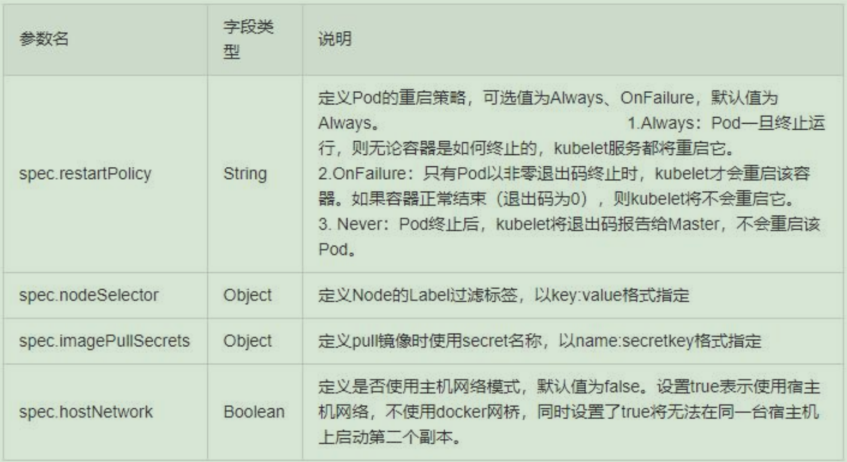 参数名
字段类
型
说明
spec.restartPolicy
String
定义Pod的重启策略，可选值为Always、OnFailure，默认值为
Always。 1.Always：Pod一旦终止运
行，则无论容器是如何终止的，kubelet服务都将重启它。
2.OnFailure：只有Pod以非零退出码终止时，kubelet才会重启该容
器。如果容器正常结束（退出码为0），则kubelet将不会重启它。
3. Never：Pod终止后，kubelet将退出码报告给Master，不会重启该
Pod。
spec.nodeSelector
Object
定义Node的Label过滤标签，以key:value格式指定
spec.imagePullSecrets
Object
定义pull镜像时使用secret名称，以name:secretkey格式指定
spec.hostNetwork
Boolean
定义是否使用主机网络模式，默认值为false。设置true表示使用宿主
机网络，不使用docker网桥，同时设置了true将无法在同一台宿主机
上启动第二个副本。